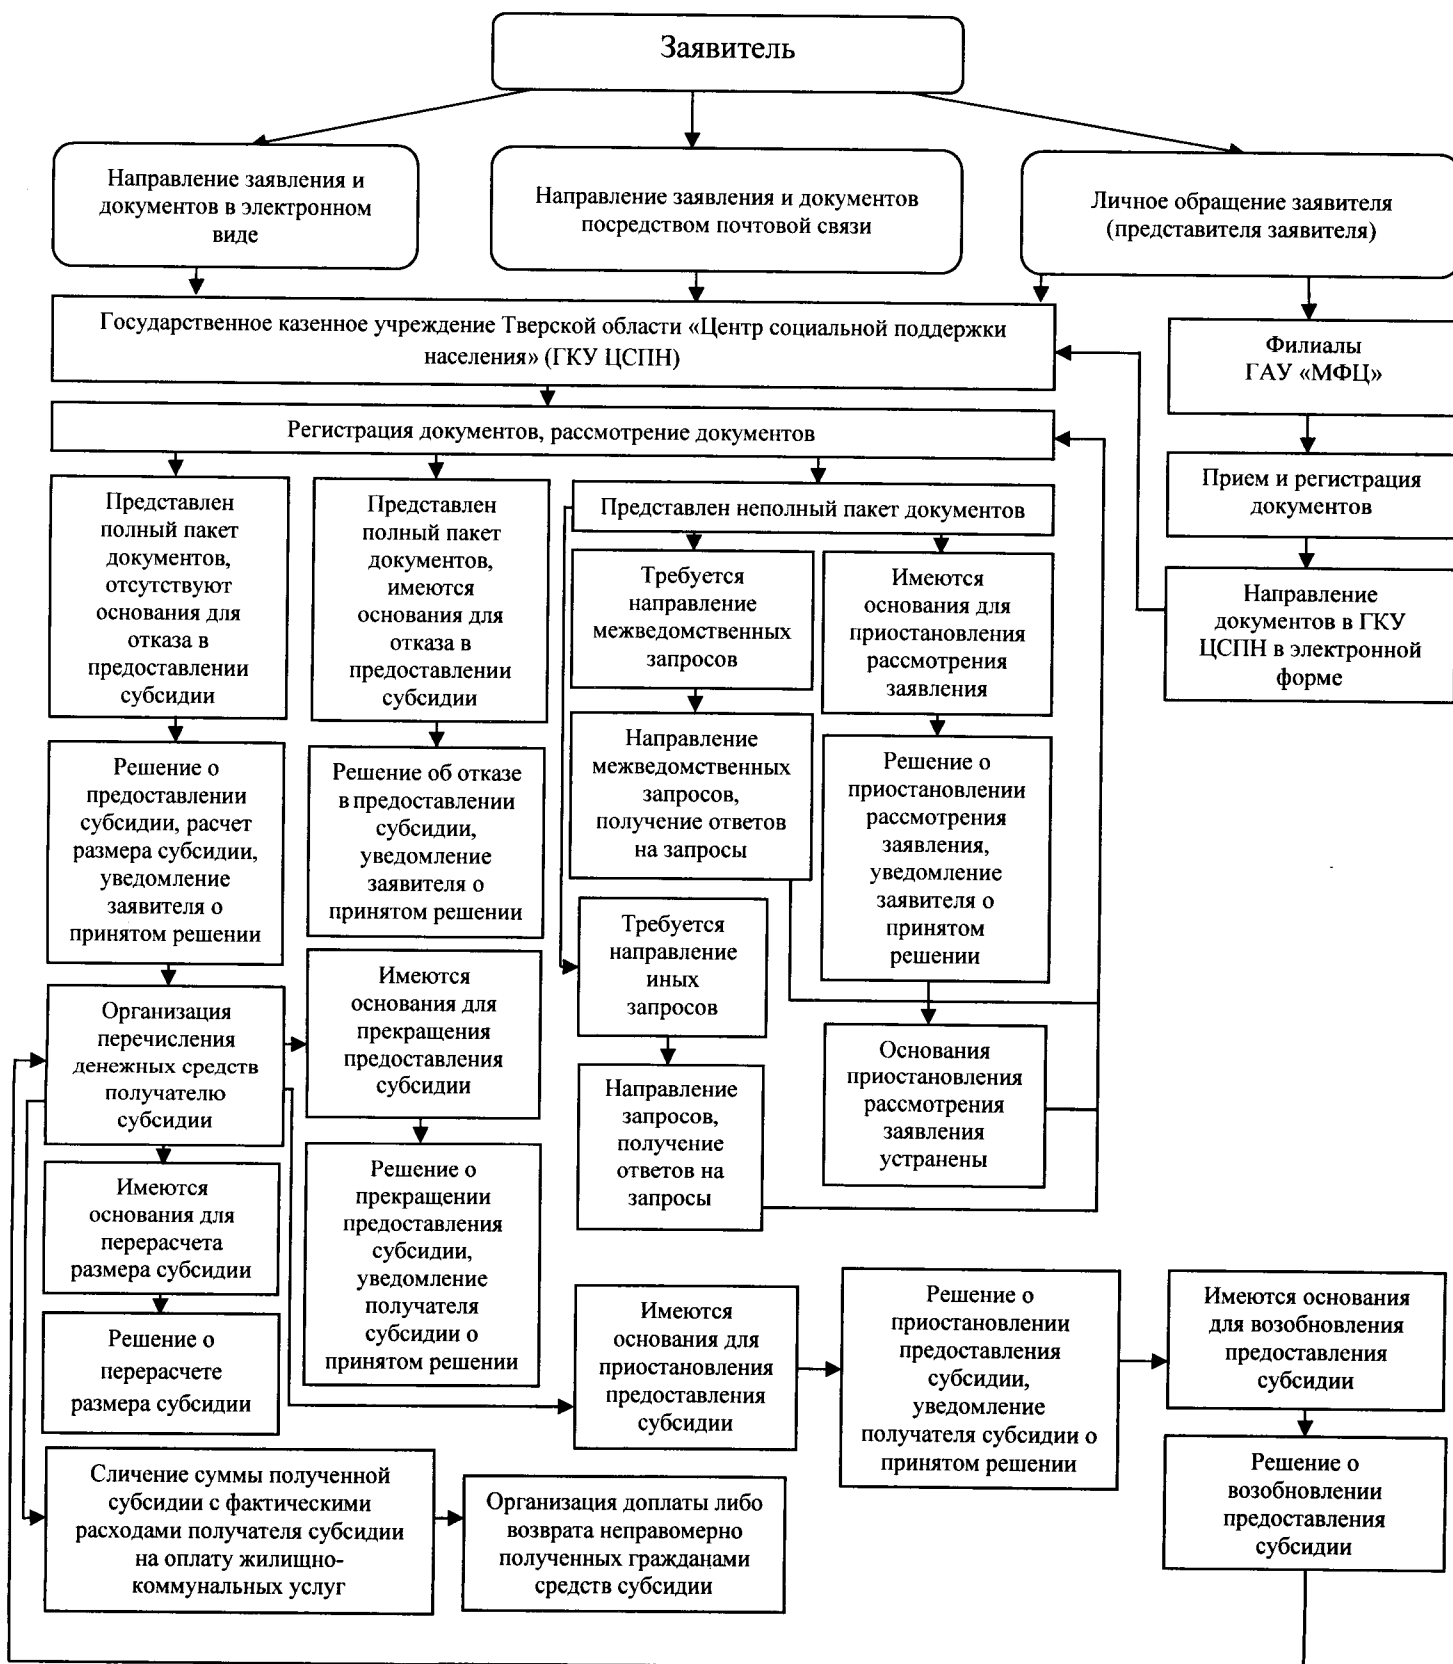 Заявитель
Направление заявления и
документов в электронном
виде
Направление заявления и документов
посредством почтовой связи
Личное обращение заявителя
(представителя заявителя)
Государственное казенное учреждение Тверской области «Центр социальной поддержки
населения» (ГКУ ЦСПН)
Филиалы
ГАУ «МФЦ»
Регистрация документов, рассмотрение документов
Прием и регистрация
документов
Направление
документов в ГКУ
ЦСПН в электронной
форме
Представлен
полный пакет
документов,
отсутствуют
основания для
отказа в
предоставлении
субсидии
Представлен
полный пакет
документов,
имеются
основания для
отказа в
предоставлении
субсидии
Представлен неполный пакет документов
Требуется
направление
межведомственных
запросов
Имеются
основания для
приостановления
рассмотрения
заявления
Решение о
предоставлении
субсидии, расчет
размера субсидии,
уведомление
заявителя о
принятом решении
Решение об отказе
в предоставлении
субсидии,
уведомление
заявителя о
принятом решении
Направление
межведомственных
запросов,
получение ответов
на запросы
Решение о
приостановлении
рассмотрения
заявления,
уведомление
заявителя о
принятом
решении
Требуется
направление
иных
запросов
Организация
перечисления
денежных средств
получателю
субсидии
Имеются
основания для
прекращения
предоставления
субсидии
Основания
приостановления
рассмотрения
заявления
устранены
Направление
запросов,
получение
ответов на
запросы
Имеются
основания для
перерасчета
размера субсидии
Решение о
прекращении
предоставления
субсидии,
уведомление
получателя
субсидии о
принятом решении
Решение о
перерасчете
размера субсидии
Имеются
основания для
приостановления
предоставления
субсидии
Решение о
приостановлении
предоставления
субсидии,
уведомление
получателя субсидии о
принятом решении
Имеются основания
для возобновления
предоставления
субсидии
Решение о
возобновлении
предоставления
субсидии
Сличение суммы полученной
субсидии с фактическими
расходами получателя субсидии
на оплату жилищно-
коммунальных услуг
Организация доплаты либо
возврата неправомерно
полученных гражданами
средств субсидии